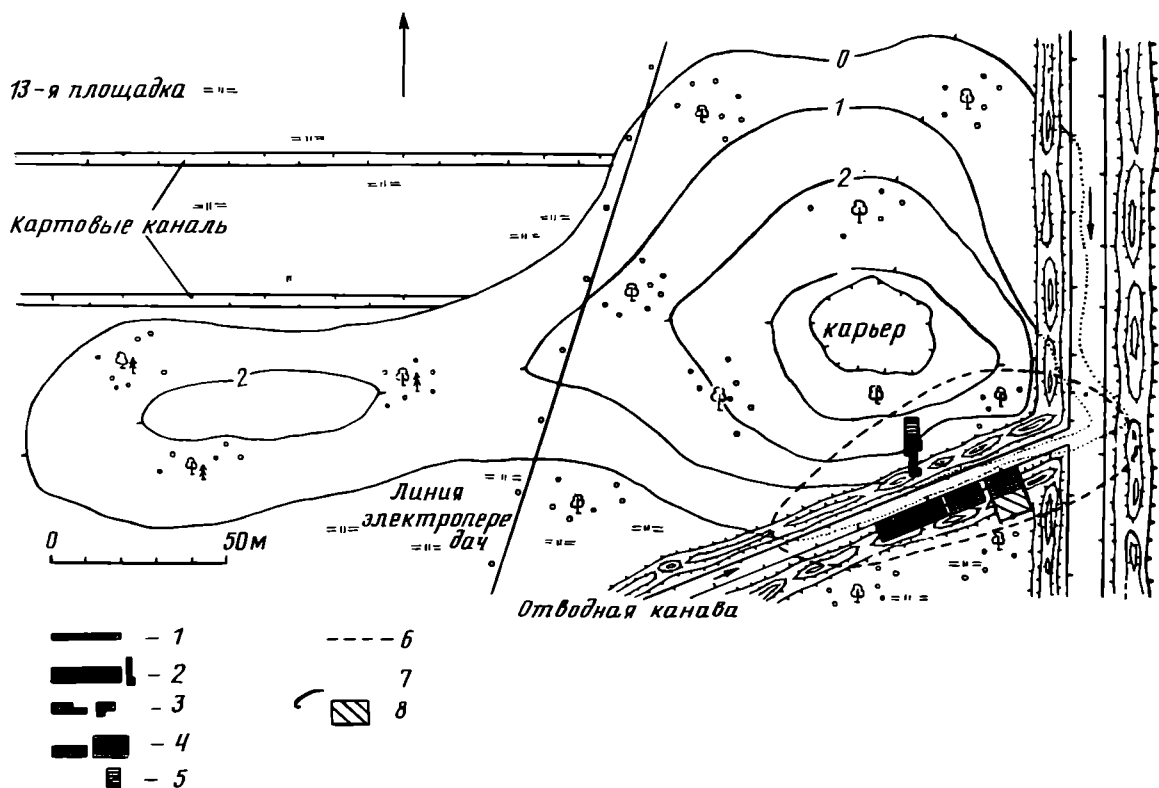 13-я площадка
Картовые каналь
0
1
2
карьер
2
Линия
электропере
дач
0 50м
Отводная канава
- 1
- 2
- 3
- 4
- 5
6
7
8